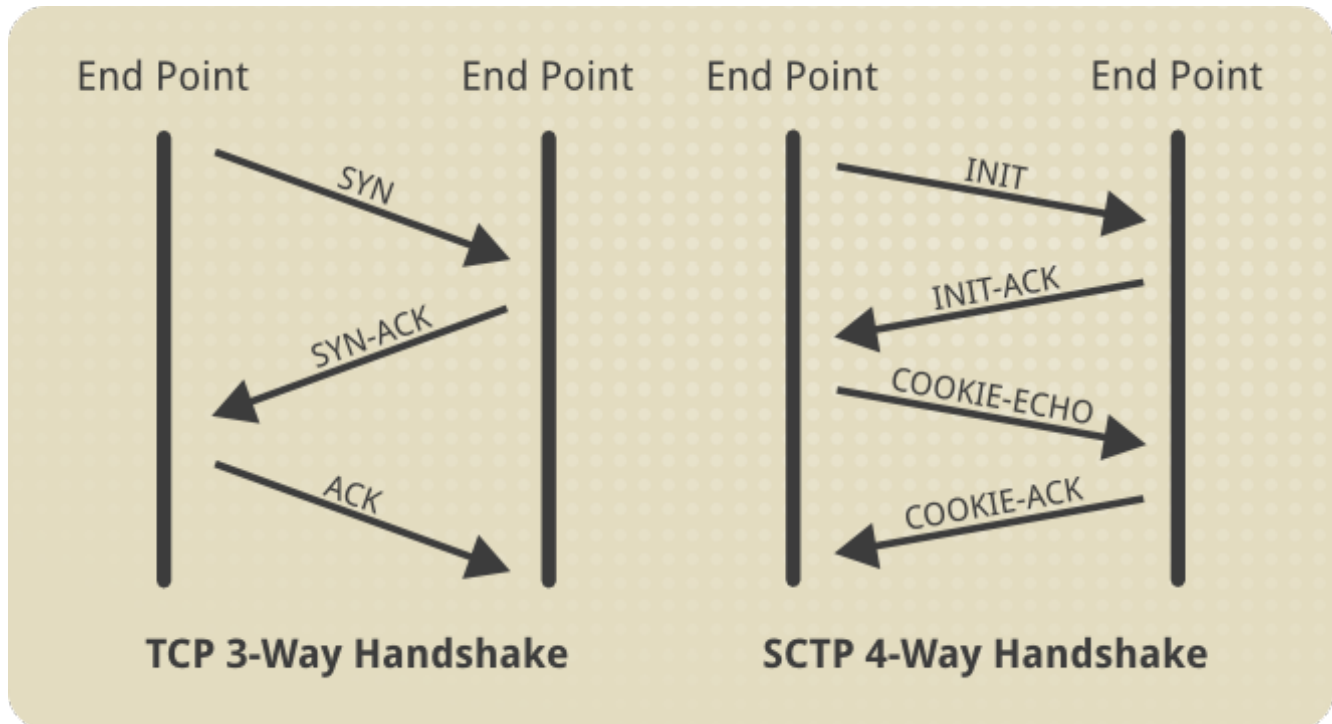 End Point
End Point
SYN
SYN-ACK
ACK
TCP 3-Way Handshake
End Point
End Point
INIT
INIT-ACK
COOKIE-ECHO
COOKIE-ACK
SCTP 4-Way Handshake